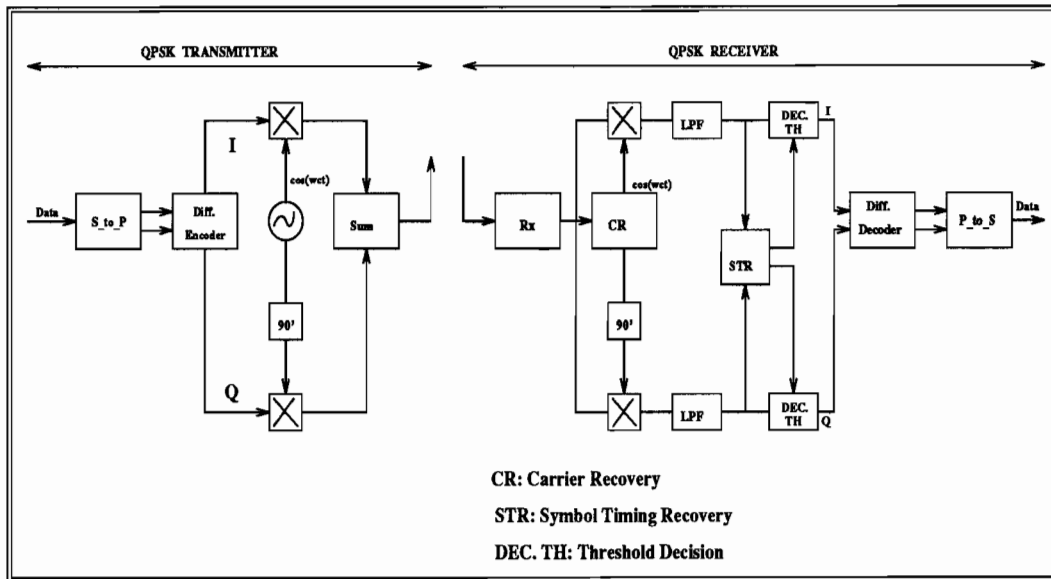 QPSK TRANSMITTER
QPSK RECEIVER
I
cos(wct)
Data
S_to_P
Diff.
Encoder
Sum
90'
Q
Rx
CR
cos(wct)
90'
LPF
LPF
STR
DEC.
TH
I
DEC.
TH
Q
Diff.
Decoder
P_to_S
Data
CR: Carrier Recovery
STR: Symbol Timing Recovery
DEC. TH: Threshold Decision